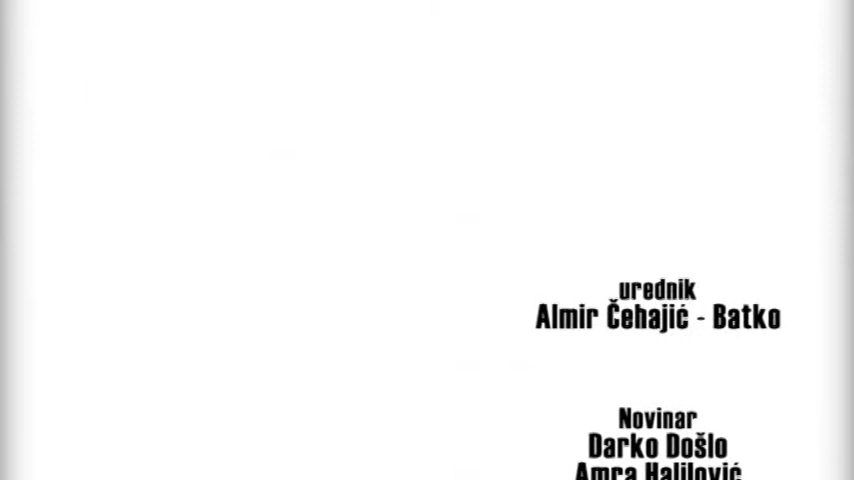 urednik
Almir Čehajić - Batko
Novinar
Darko Došlo
Amra Halilović